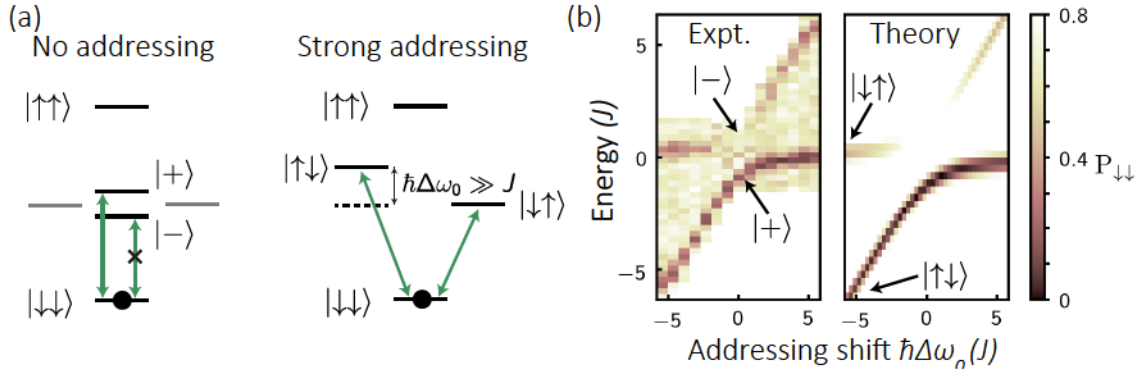 (a)
No addressing
Strong addressing
|↑↑⟩
|↑↑⟩
|+⟩
|−⟩
|↓↓⟩
|↑↓⟩
ℏΔω₀ ≫ J
|↓↑⟩
|↓↓⟩
(b)
Expt.
Theory
|−⟩
|+⟩
|↓↑⟩
|↑↓⟩
Energy (J)
5
0
−5
−5 0 5
−5 0 5
Addressing shift ℏΔω₀(J)
0.8
0.4
0
P↓↓